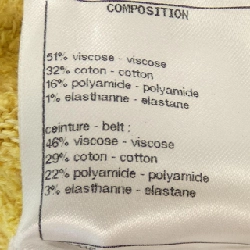 COMPOSITION
51% viscose - viscose
32% coton - cotton
16% polyamide - polyamide
1% elasthanne - elastane
ceinture - belt :
46% viscose - viscose
29% coton - cotton
22% polyamide - polyamide
3% elasthanne - elastane